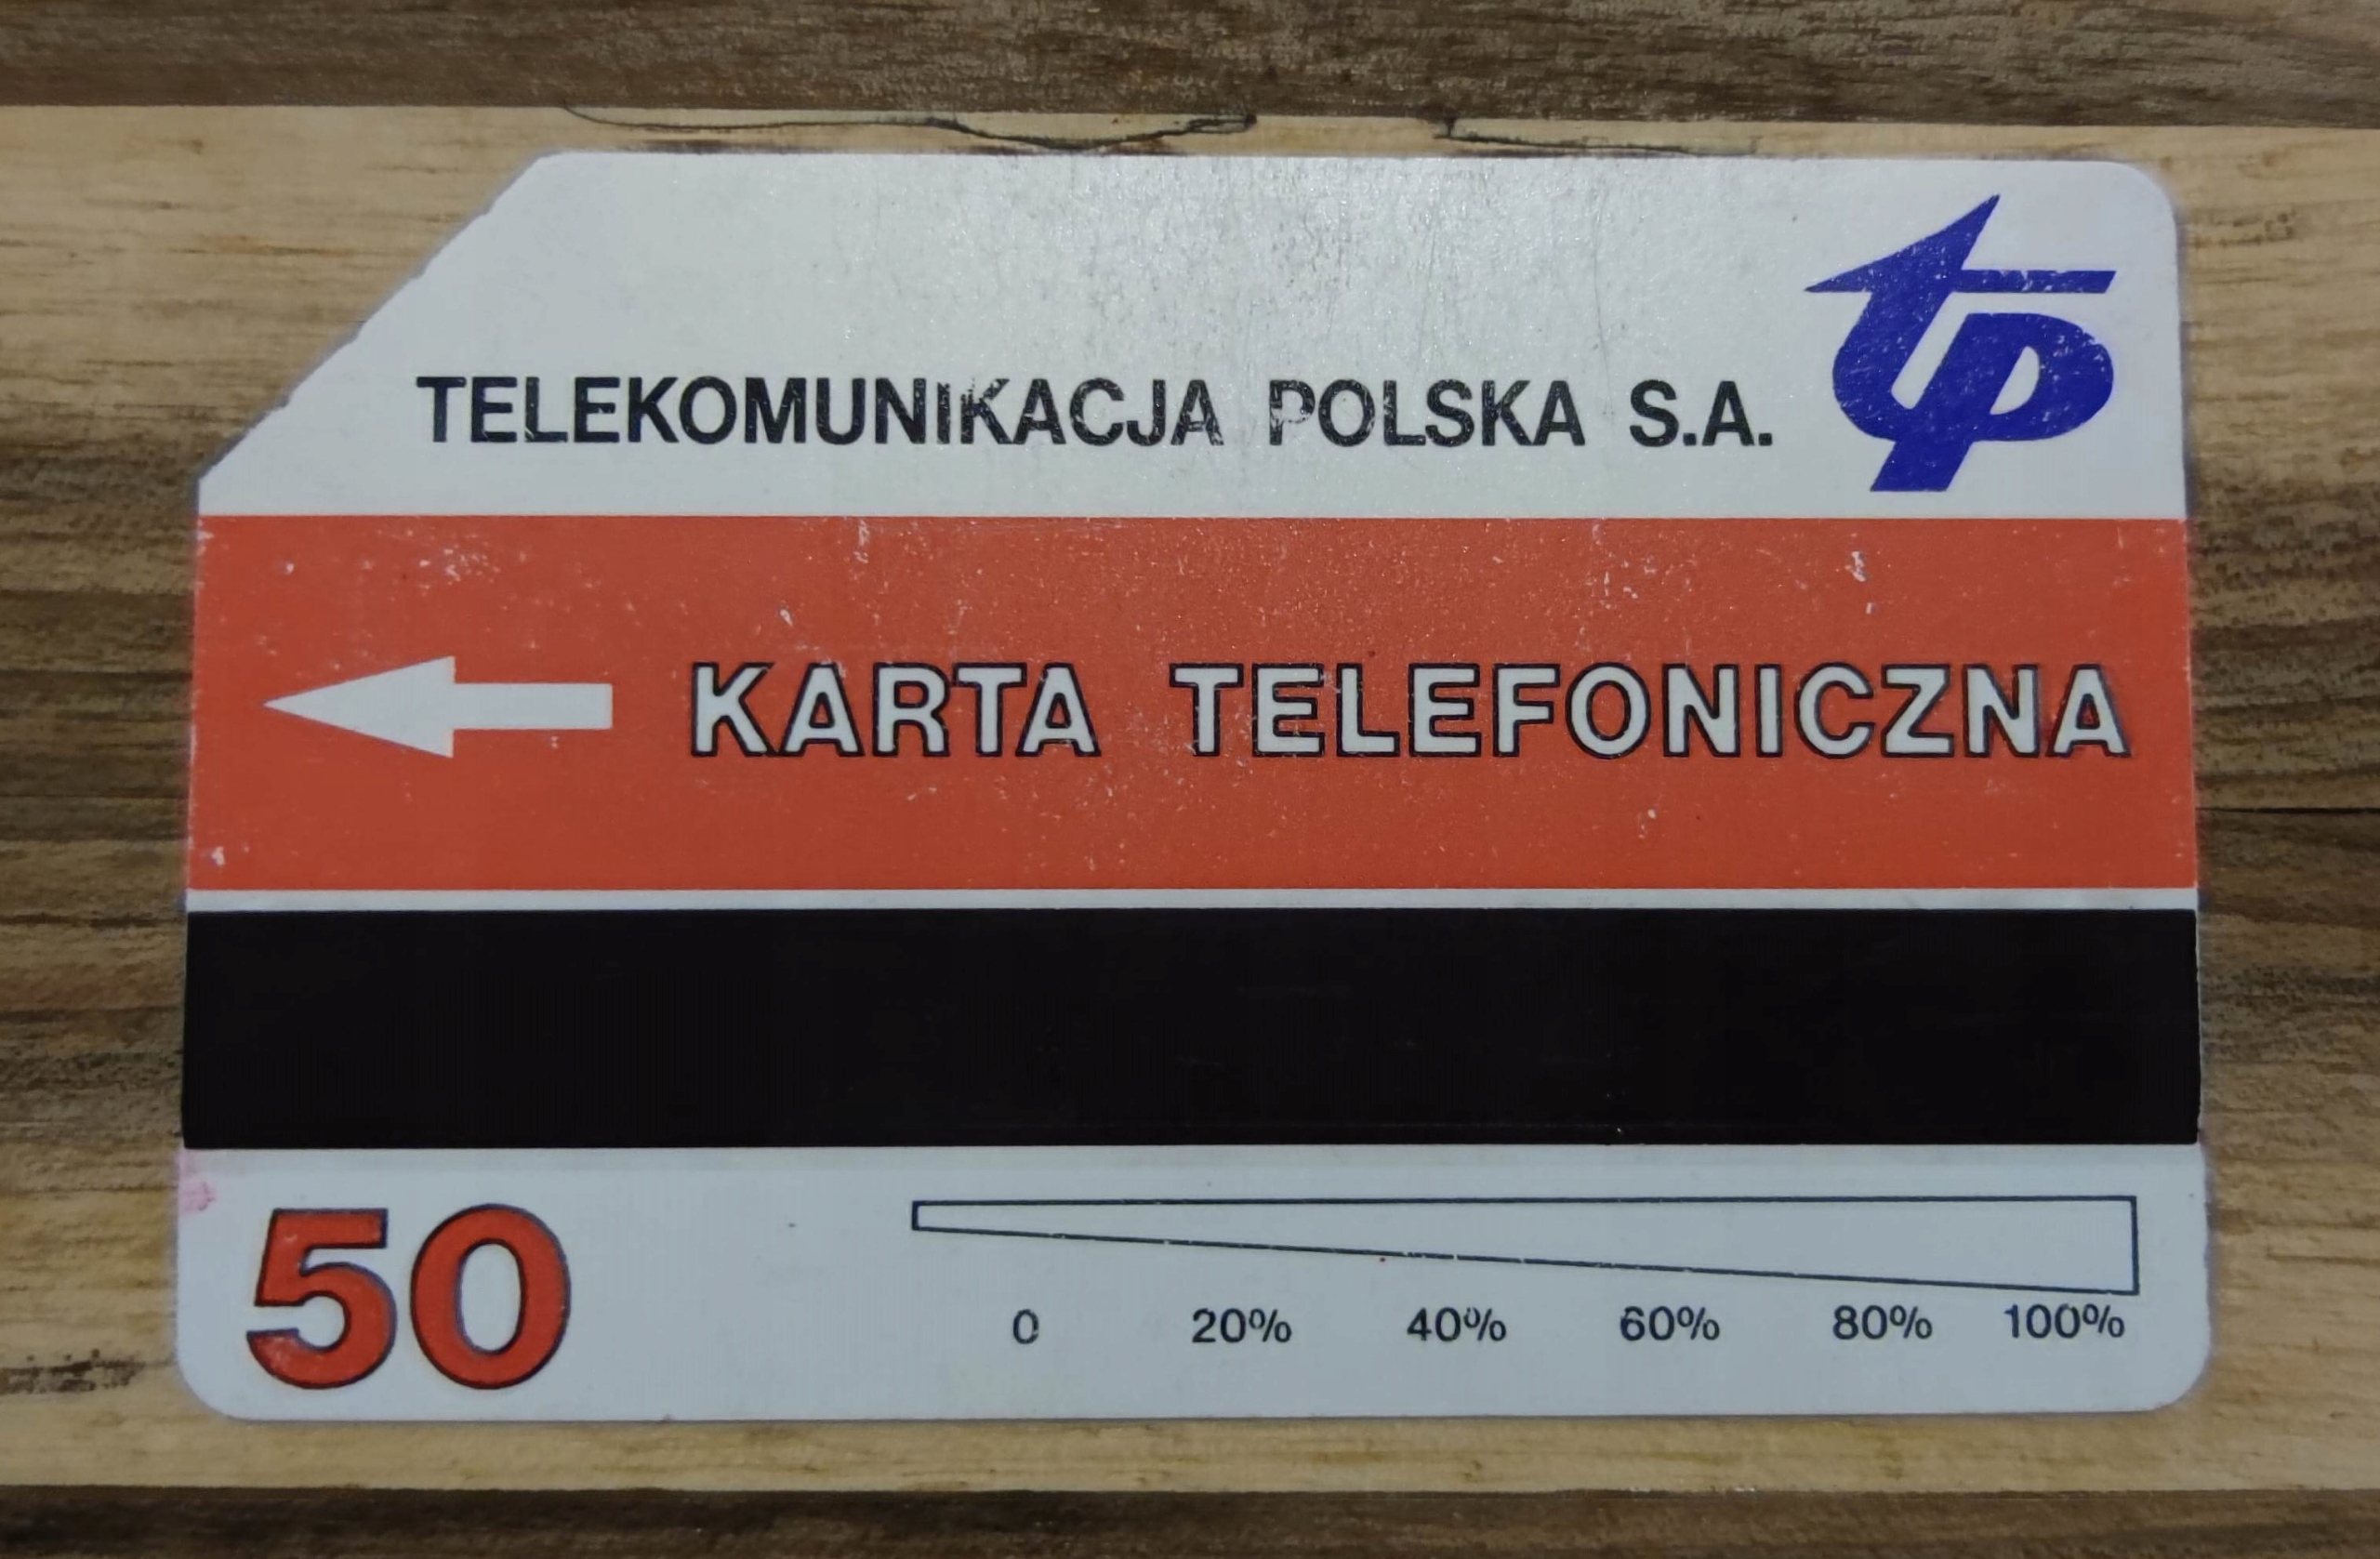 tp
TELEKOMUNIKACJA POLSKA S.A.
KARTA TELEFONICZNA
50
0 20% 40% 60% 80% 100%